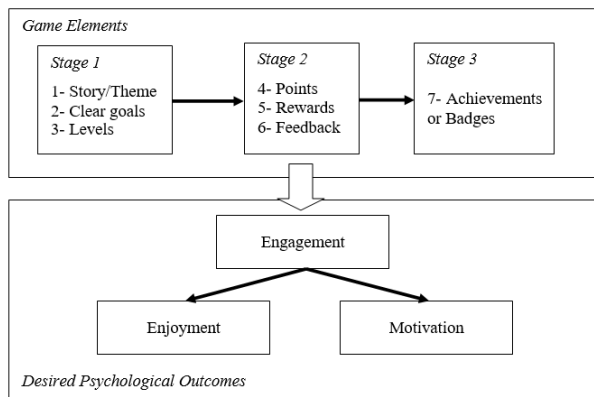 Game Elements
Stage 1
1- Story/Theme
2- Clear goals
3- Levels
Stage 2
4- Points
5- Rewards
6- Feedback
Stage 3
7- Achievements
or Badges
Engagement
Enjoyment
Motivation
Desired Psychological Outcomes